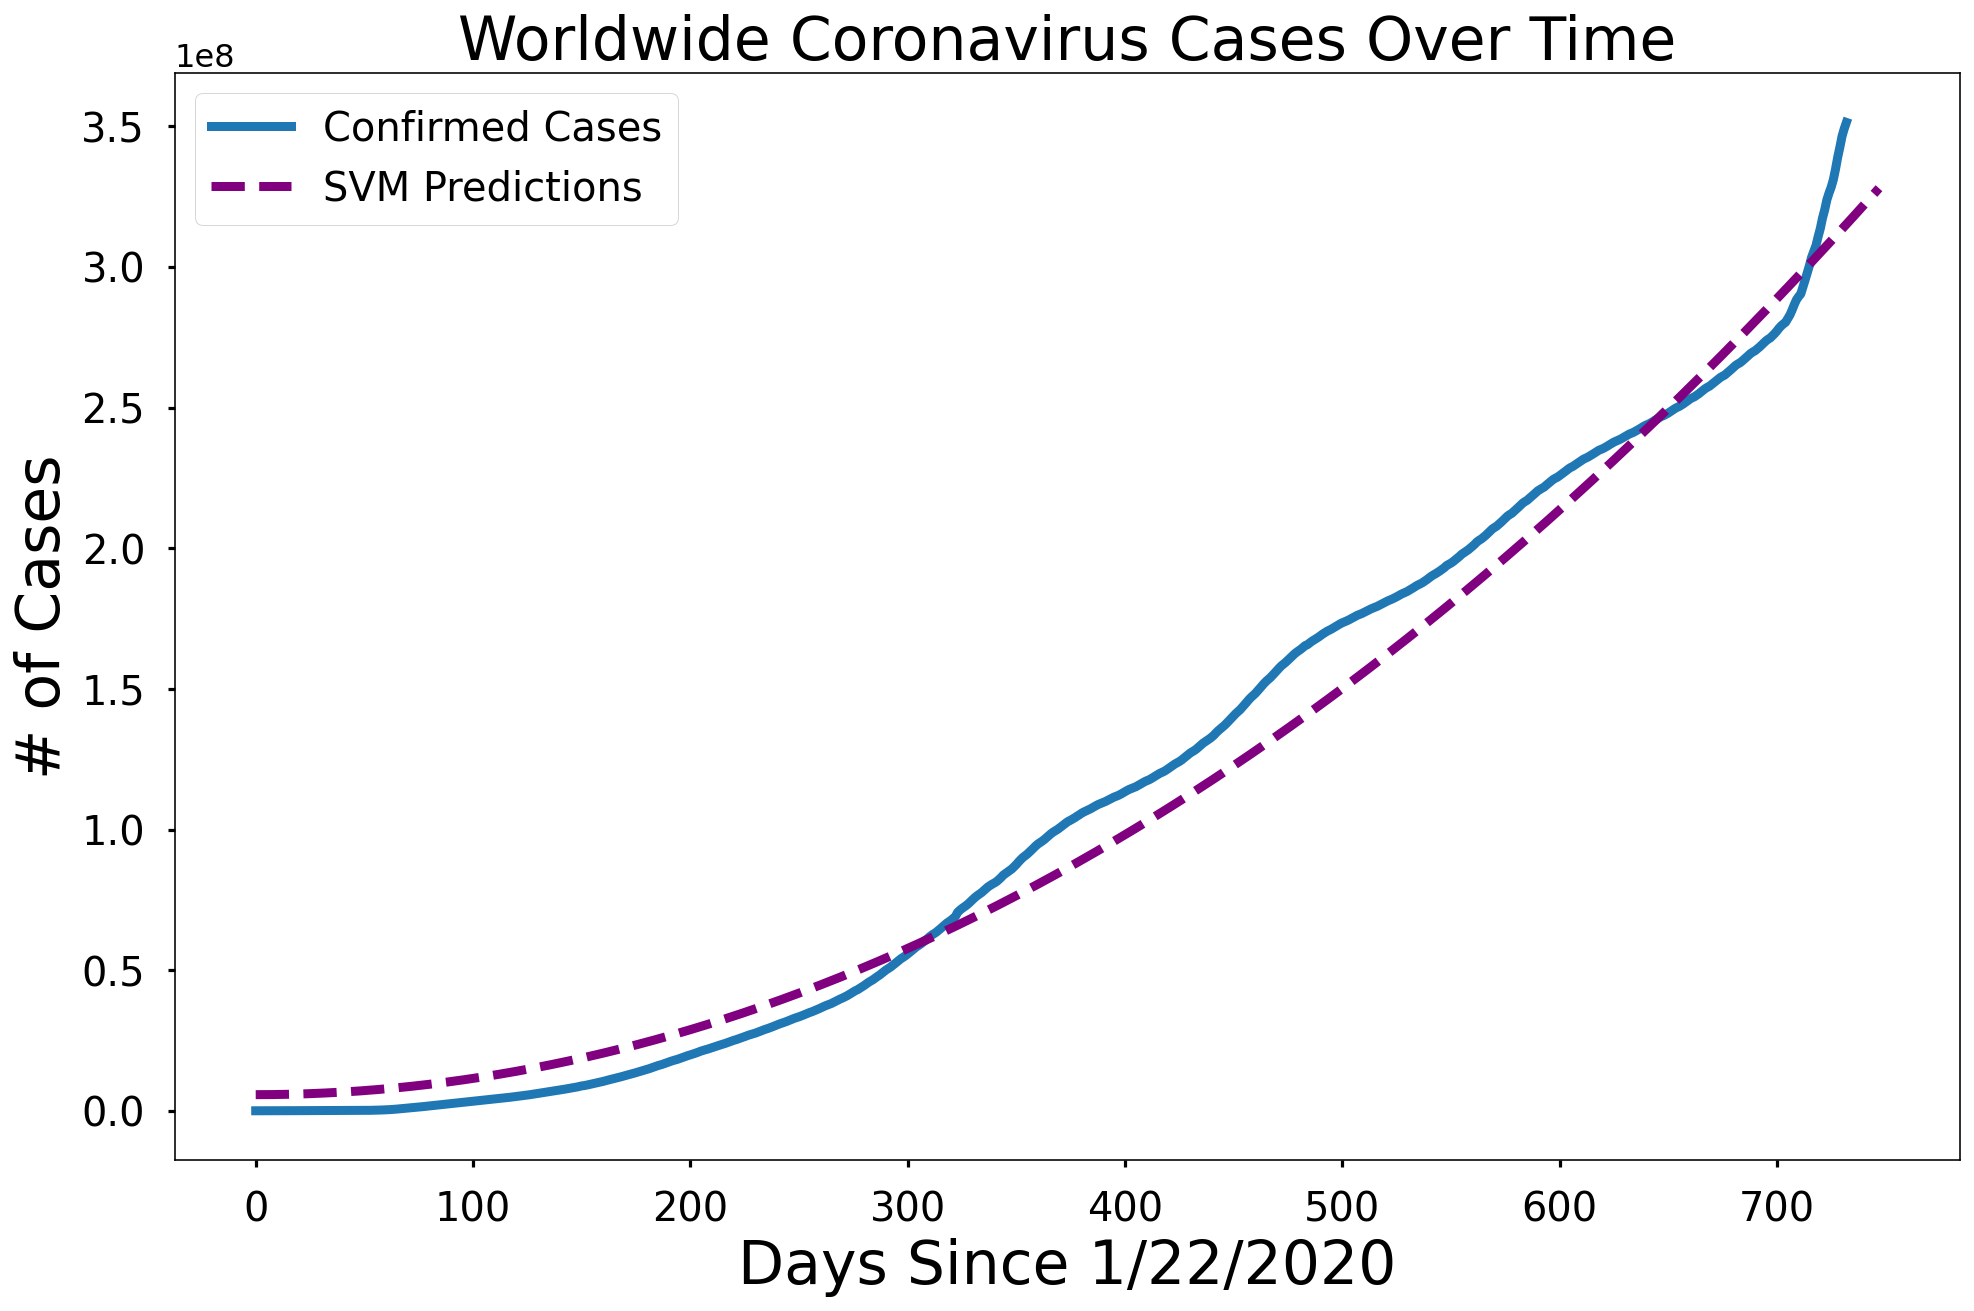 Worldwide Coronavirus Cases Over Time
1e8
Confirmed Cases
SVM Predictions
3.5
3.0
2.5
2.0
1.5
1.0
0.5
0.0
# of Cases
0 100 200 300 400 500 600 700
Days Since 1/22/2020